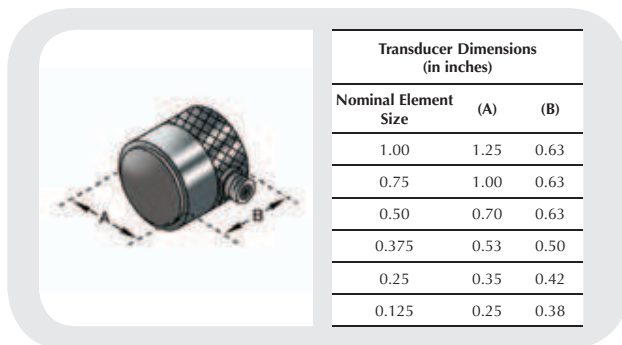 A
B
Transducer Dimensions
(in inches)
Nominal Element
Size
(A)
(B)
1.00 1.25 0.63
0.75 1.00 0.63
0.50 0.70 0.63
0.375 0.53 0.50
0.25 0.35 0.42
0.125 0.25 0.38